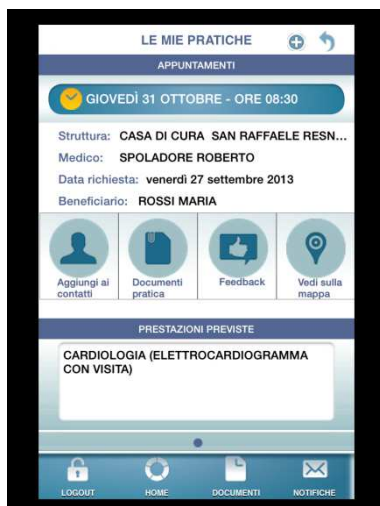 LE MIE PRATICHE
APPUNTAMENTI
GIOVEDÌ 31 OTTOBRE - ORE 08:30
Struttura: CASA DI CURA SAN RAFFAELE RESN...
Medico: SPOLADORE ROBERTO
Data richiesta: venerdì 27 settembre 2013
Beneficiario: ROSSI MARIA
Aggiungi ai contatti
Documenti pratica
Feedback
Vedi sulla mappa
PRESTAZIONI PREVISTE
CARDIOLOGIA (ELETTROCARDIOGRAMMA
CON VISITA)
LOGOUT HOME DOCUMENTI NOTIFICHE